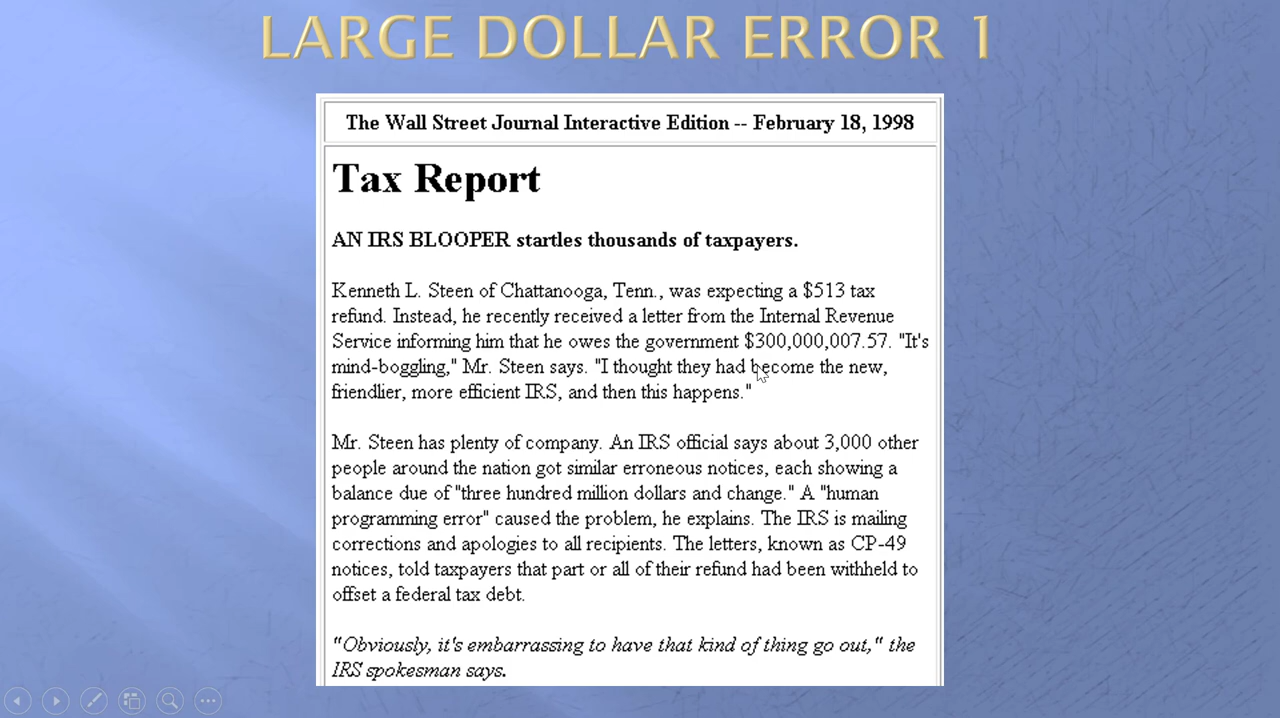 LARGE DOLLAR ERROR 1
The Wall Street Journal Interactive Edition -- February 18, 1998
Tax Report
AN IRS BLOOPER startles thousands of taxpayers.
Kenneth L. Steen of Chattanooga, Tenn., was expecting a $513 tax
refund. Instead, he recently received a letter from the Internal Revenue
Service informing him that he owes the government $300,000,007.57. "It's
mind-boggling," Mr. Steen says. "I thought they had become the new,
friendlier, more efficient IRS, and then this happens."
Mr. Steen has plenty of company. An IRS official says about 3,000 other
people around the nation got similar erroneous notices, each showing a
balance due of "three hundred million dollars and change." A "human
programming error" caused the problem, he explains. The IRS is mailing
corrections and apologies to all recipients. The letters, known as CP-49
notices, told taxpayers that part or all of their refund had been withheld to
offset a federal tax debt.
"Obviously, it's embarrassing to have that kind of thing go out," the
IRS spokesman says.